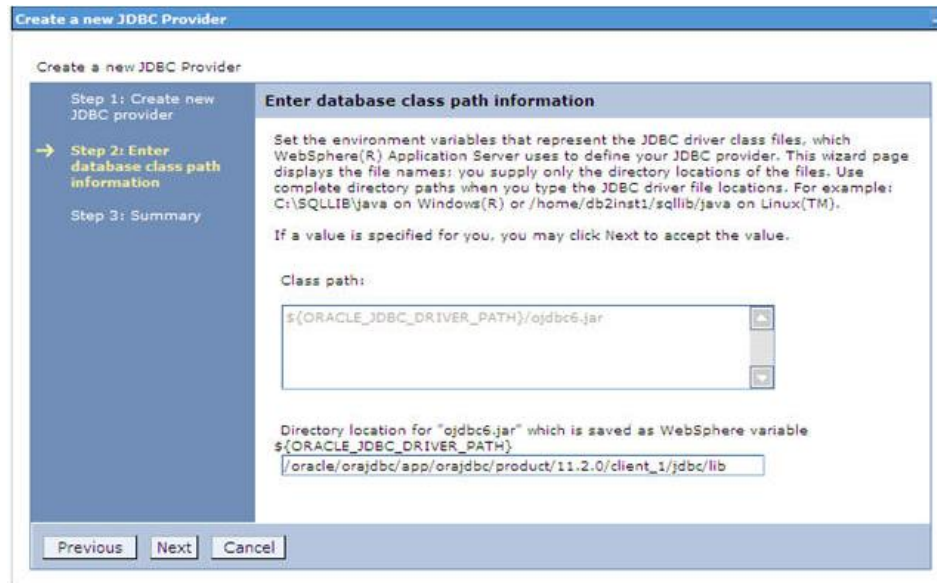 Create a new JDBC Provider
Create a new JDBC Provider
Step 1: Create new
JDBC provider
Step 2: Enter
database class path
information
Step 3: Summary
Enter database class path information
Set the environment variables that represent the JDBC driver class files, which
WebSphere(R) Application Server uses to define your JDBC provider. This wizard page
displays the file names; you supply only the directory locations of the files. Use
complete directory paths when you type the JDBC driver file locations. For example:
C:\SQLLIB\java on Windows(R) or /home/db2inst1/sqllib/java on Linux(TM).
If a value is specified for you, you may click Next to accept the value.
Class path:
${ORACLE_JDBC_DRIVER_PATH}/ojdbc6.jar
Directory location for "ojdbc6.jar" which is saved as WebSphere variable
${ORACLE_JDBC_DRIVER_PATH}
/oracle/orajdbc/app/orajdbc/product/11.2.0/client_1/jdbc/lib
Previous Next Cancel